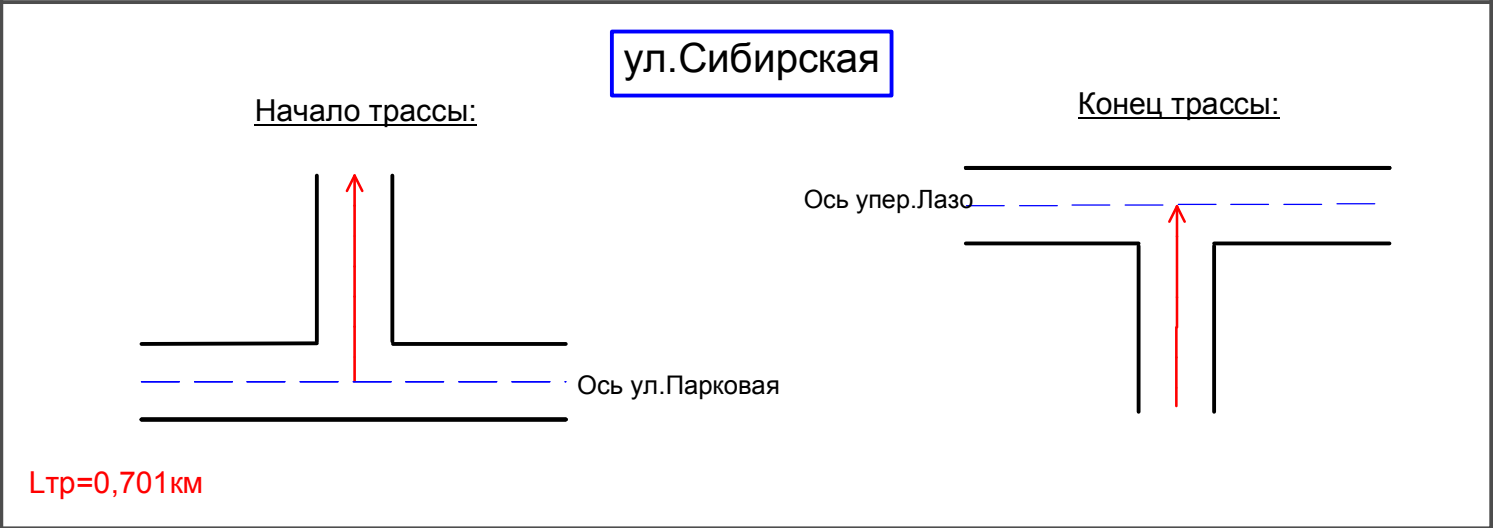 ул.Сибирская
Начало трассы:
Конец трассы:
Ось упер.Лазо
Ось ул.Парковая
Lтр=0,701км